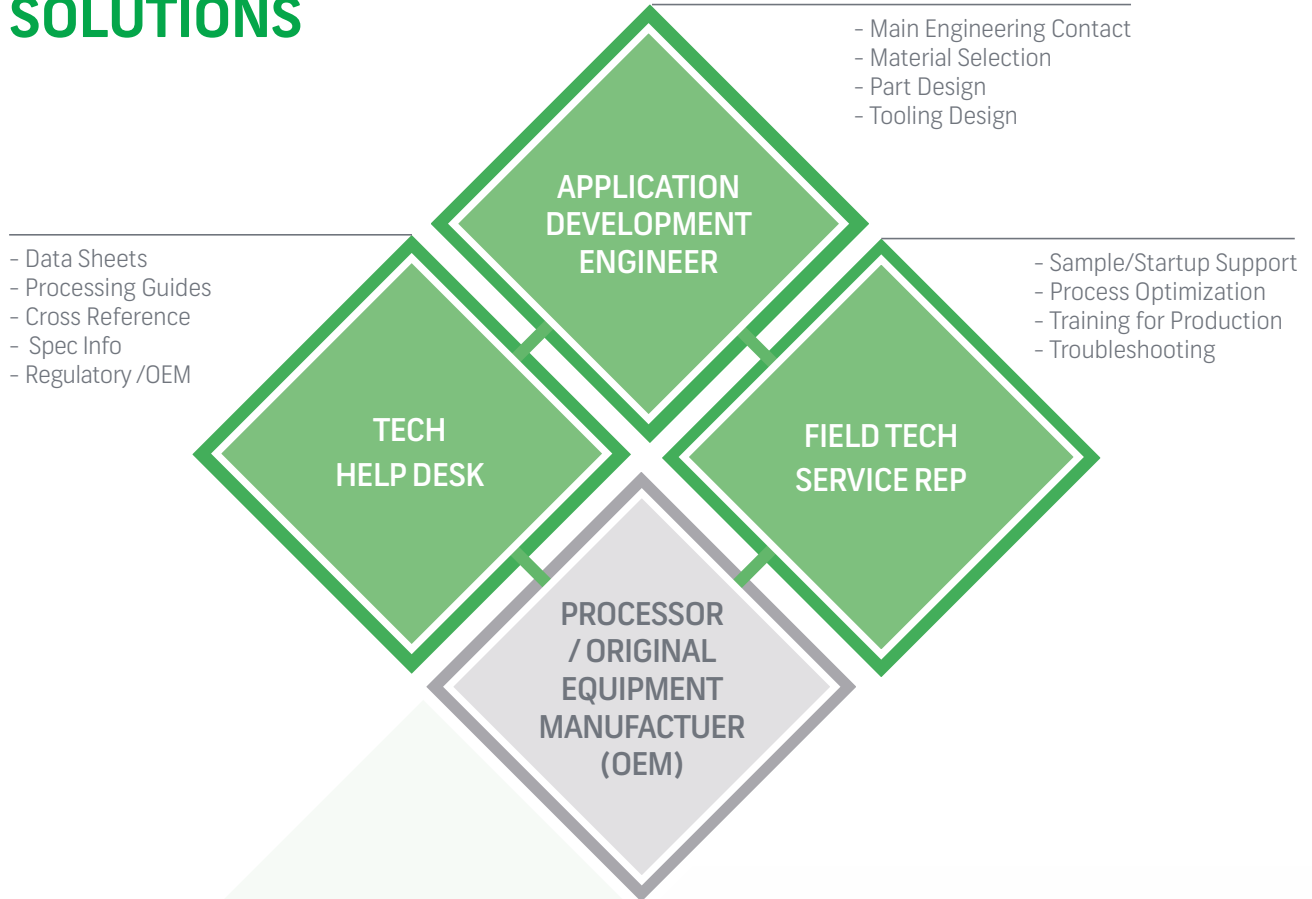 SOLUTIONS
- Main Engineering Contact
- Material Selection
- Part Design
- Tooling Design
APPLICATION
DEVELOPMENT
ENGINEER
- Data Sheets
- Processing Guides
- Cross Reference
- Spec Info
- Regulatory /OEM
- Sample/Startup Support
- Process Optimization
- Training for Production
- Troubleshooting
TECH
HELP DESK
FIELD TECH
SERVICE REP
PROCESSOR
/ ORIGINAL
EQUIPMENT
MANUFACTUER
(OEM)